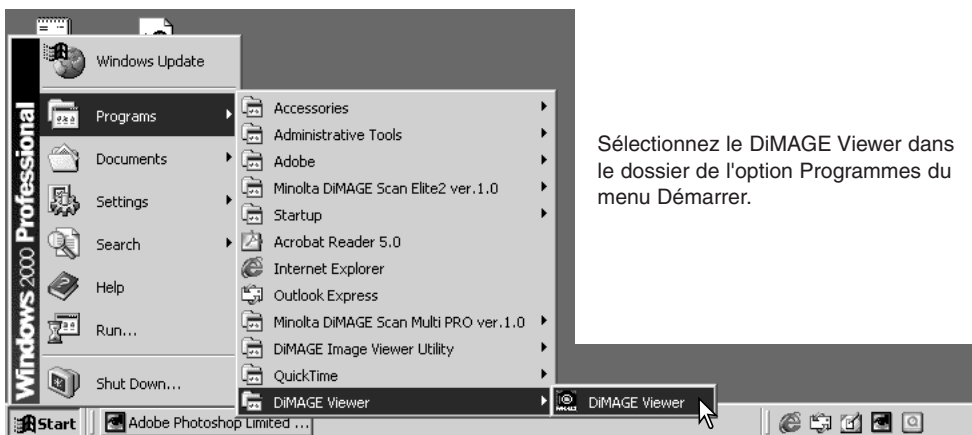 Windows Update
Programs
Documents
Settings
Search
Help
Run...
Shut Down...
Windows 2000 Professional
Accessories
Administrative Tools
Adobe
Minolta DiMAGE Scan Elite2 ver.1.0
Startup
Acrobat Reader 5.0
Internet Explorer
Outlook Express
Minolta DiMAGE Scan Multi PRO ver.1.0
DiMAGE Image Viewer Utility
QuickTime
DiMAGE Viewer
DiMAGE Viewer
Start
Adobe Photoshop Limited ...
Sélectionnez le DiMAGE Viewer dans
le dossier de l'option Programmes du
menu Démarrer.